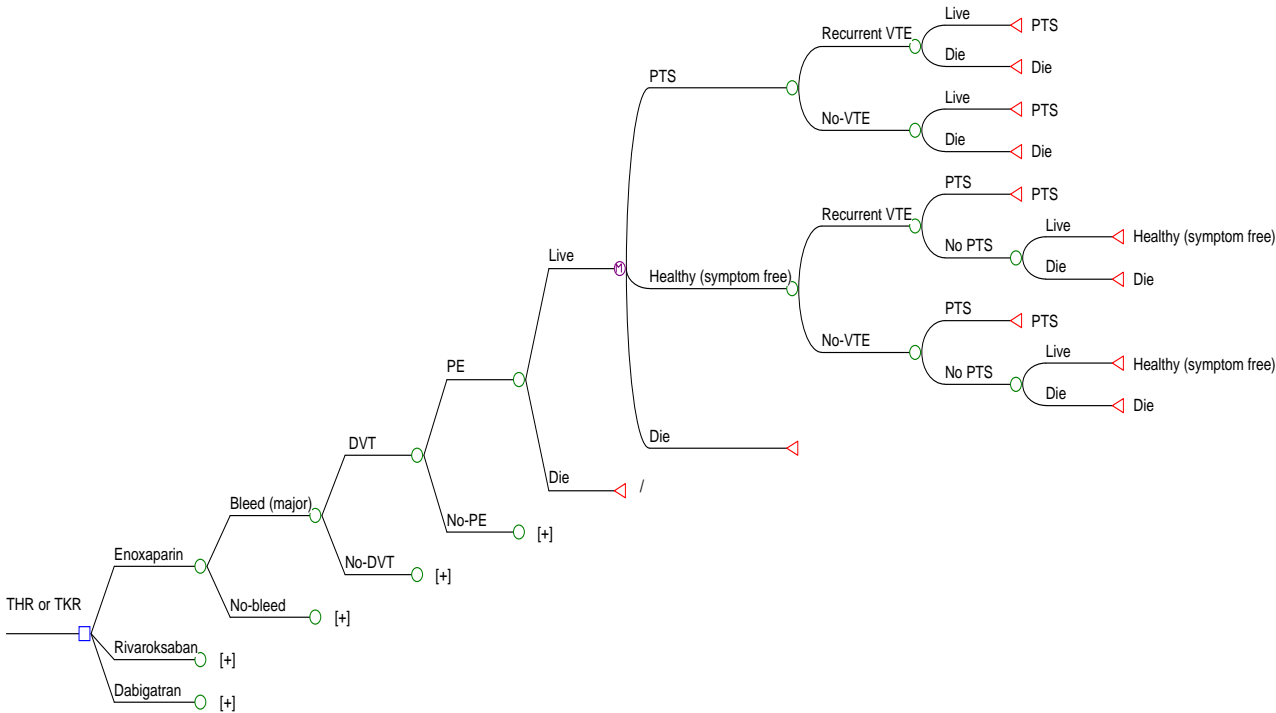 Live
PTS
Recurrent VTE
Die
Die
PTS
Live
PTS
No-VTE
Die
Die
PTS
PTS
Recurrent VTE
Live
Healthy (symptom free)
No PTS
Die
Die
Live
Healthy (symptom free)
M
PTS
PTS
No-VTE
Live
Healthy (symptom free)
No PTS
Die
Die
PE
Die
DVT
Die
/
Bleed (major)
No-PE
[+]
Enoxaparin
No-DVT
[+]
THR or TKR
No-bleed
[+]
Rivaroksaban
[+]
Dabigatran
[+]